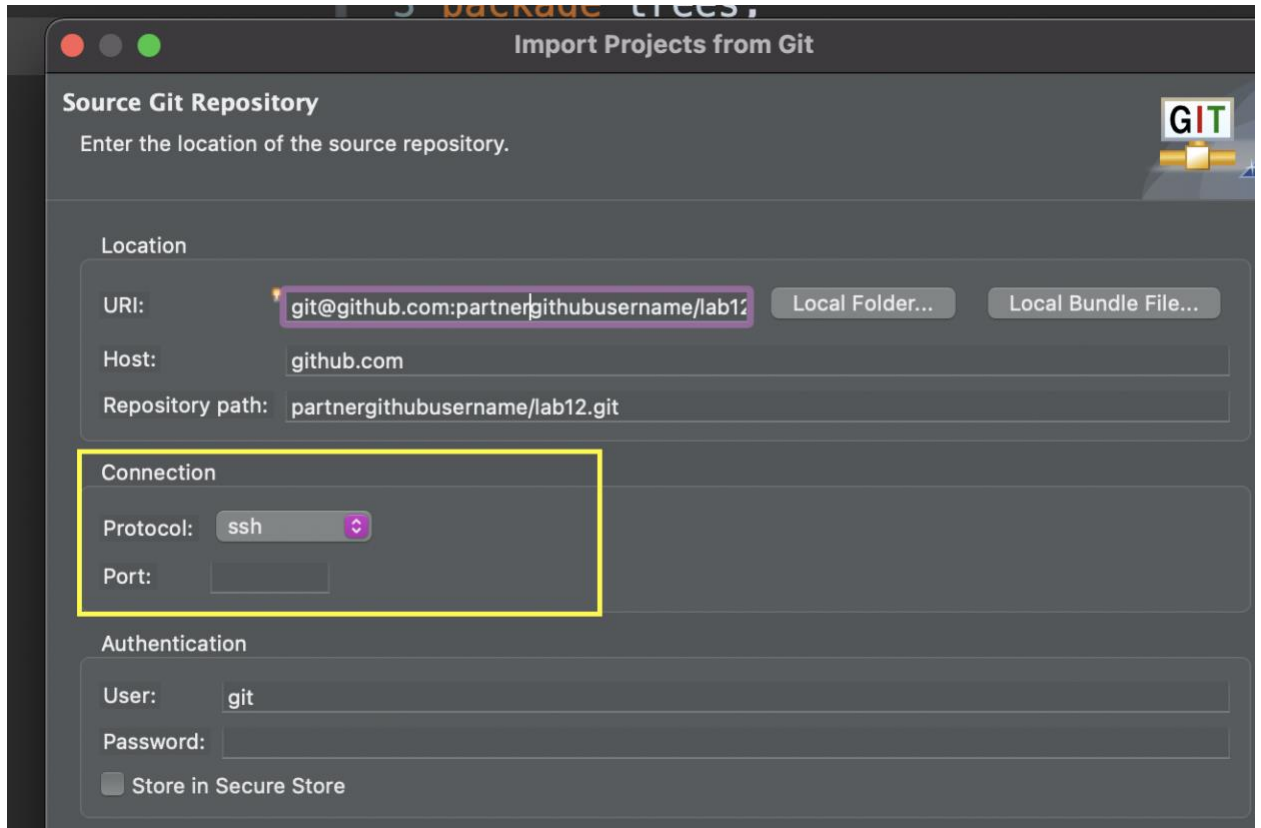 5 package trees;
Import Projects from Git
Source Git Repository
Enter the location of the source repository.
GIT
Location
URI: git@github.com:partnergithubusername/lab12 Local Folder... Local Bundle File...
Host: github.com
Repository path: partnergithubusername/lab12.git
Connection
Protocol: ssh
Port:
Authentication
User: git
Password:
Store in Secure Store